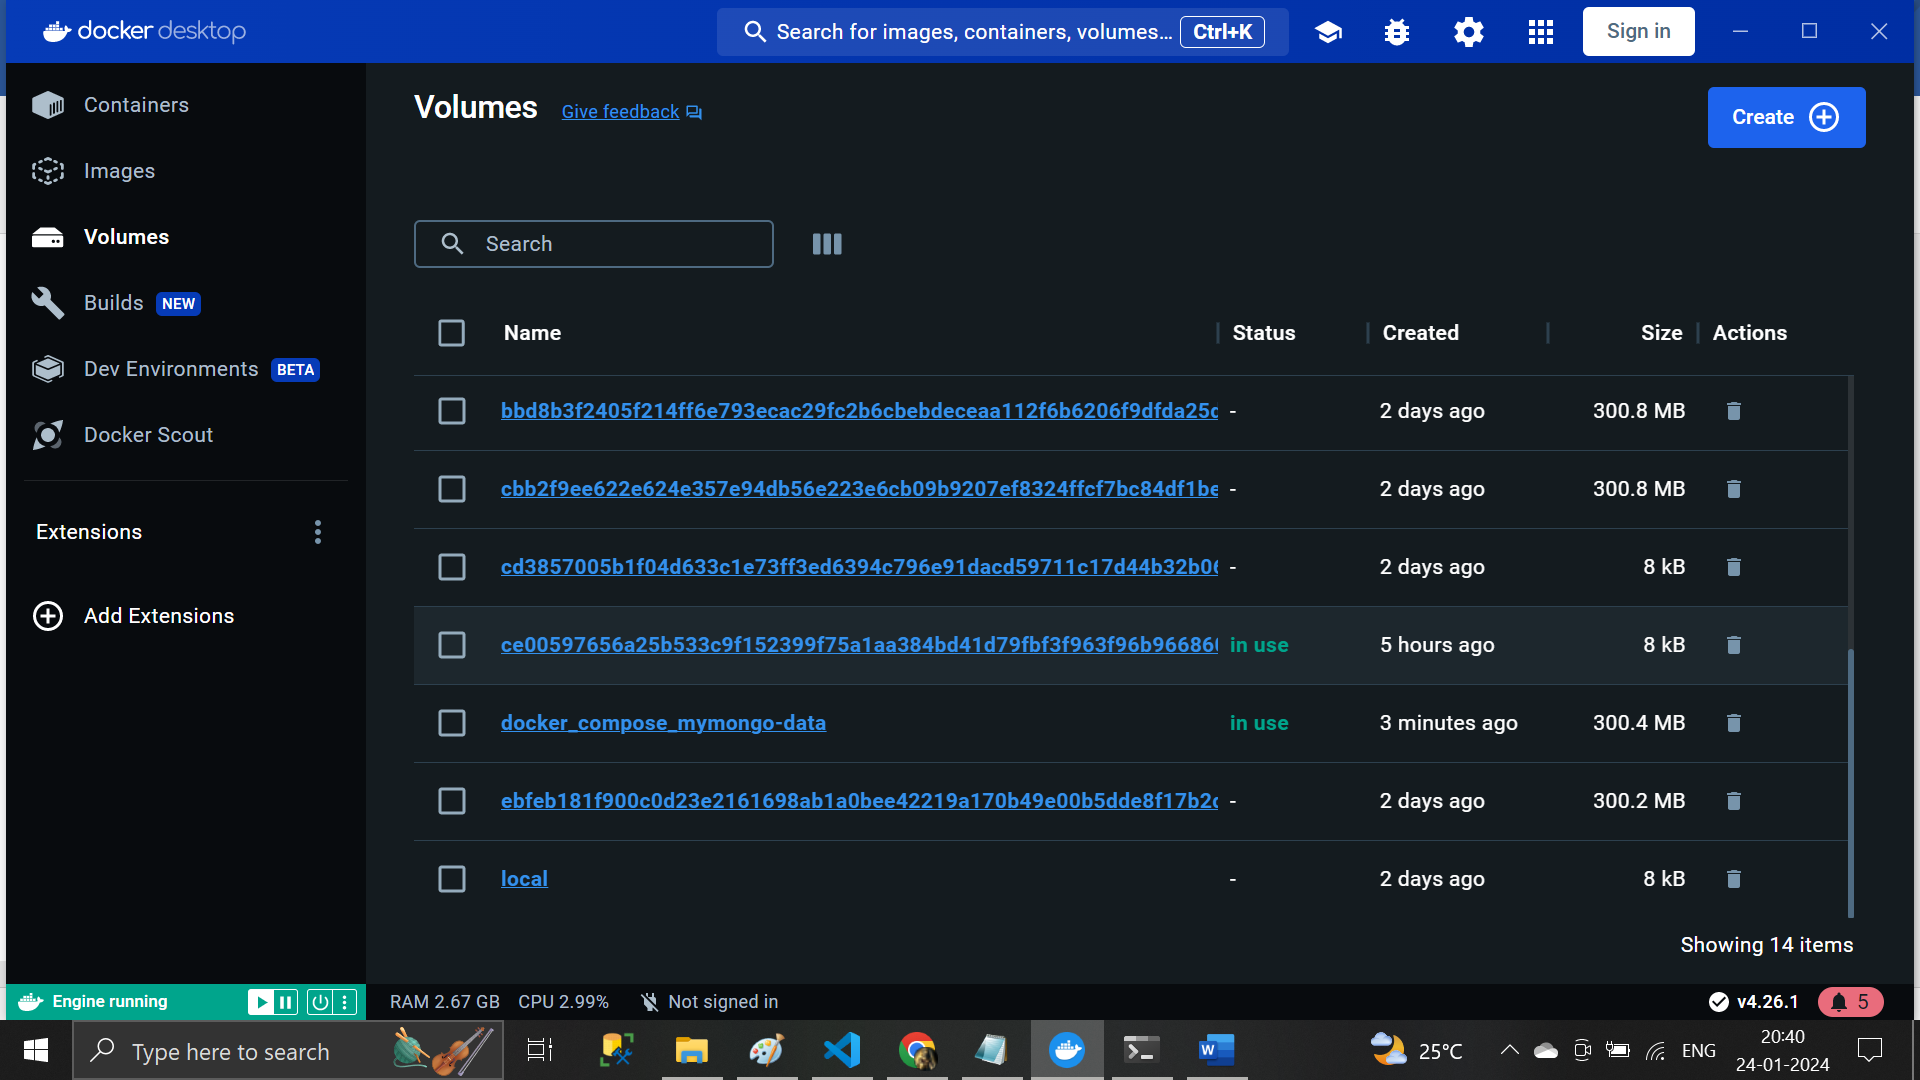 docker desktop
Search for images, containers, volumes... Ctrl+K
Sign in
Containers
Images
Volumes
Builds NEW
Dev Environments BETA
Docker Scout
Extensions
Add Extensions
Volumes Give feedback
Create
Search
Name Status Created Size Actions
bbd8b3f2405f214ff6e793ecac29fc2b6cbebdeceaa112f6b6206f9dfda25c - 2 days ago 300.8 MB
cbb2f9ee622e624e357e94db56e223e6cb09b9207ef8324ffcf7bc84df1be - 2 days ago 300.8 MB
cd3857005b1f04d633c1e73ff3ed6394c796e91dacd59711c17d44b32b06 - 2 days ago 8 kB
ce00597656a25b533c9f152399f75a1aa384bd41d79fbf3f963f96b966860 in use 5 hours ago 8 kB
docker_compose_mymongo-data in use 3 minutes ago 300.4 MB
ebfeb181f900c0d23e2161698ab1a0bee42219a170b49e00b5dde8f17b2c - 2 days ago 300.2 MB
local - 2 days ago 8 kB
Showing 14 items
Engine running
RAM 2.67 GB CPU 2.99% Not signed in
v4.26.1 5
Type here to search
25°C
ENG
20:40
24-01-2024